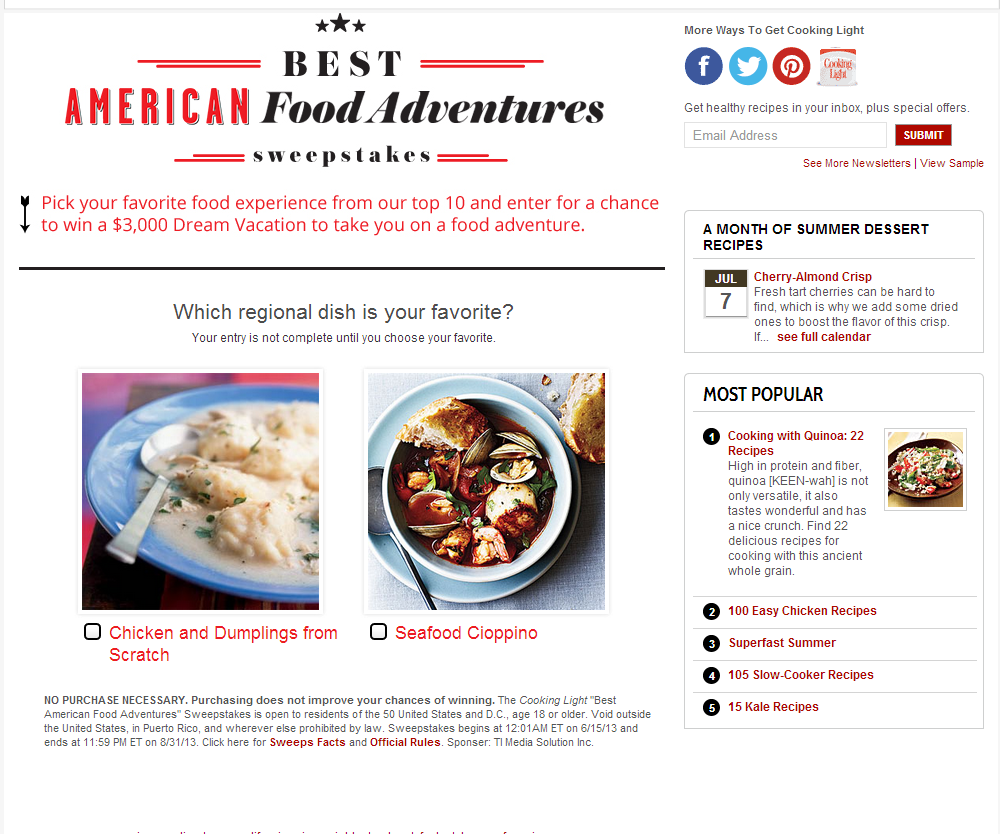 BEST
AMERICAN Food Adventures
sweepstakes
Pick your favorite food experience from our top 10 and enter for a chance
to win a $3,000 Dream Vacation to take you on a food adventure.
Which regional dish is your favorite?
Your entry is not complete until you choose your favorite.
Chicken and Dumplings from
Scratch
Seafood Cioppino
NO PURCHASE NECESSARY. Purchasing does not improve your chances of winning. The Cooking Light "Best
American Food Adventures" Sweepstakes is open to residents of the 50 United States and D.C., age 18 or older. Void outside
the United States, in Puerto Rico, and wherever else prohibited by law. Sweepstakes begins at 12:01AM ET on 6/15/13 and
ends at 11:59 PM ET on 8/31/13. Click here for Sweeps Facts and Official Rules. Sponser: TI Media Solution Inc.
More Ways To Get Cooking Light
f
Cooking
Light
Get healthy recipes in your inbox, plus special offers.
Email Address
SUBMIT
See More Newsletters | View Sample
A MONTH OF SUMMER DESSERT
RECIPES
JUL
7
Cherry-Almond Crisp
Fresh tart cherries can be hard to
find, which is why we add some dried
ones to boost the flavor of this crisp.
If... see full calendar
MOST POPULAR
1 Cooking with Quinoa: 22
Recipes
High in protein and fiber,
quinoa [KEEN-wah] is not
only versatile, it also
tastes wonderful and has
a nice crunch. Find 22
delicious recipes for
cooking with this ancient
whole grain.
2 100 Easy Chicken Recipes
3 Superfast Summer
4 105 Slow-Cooker Recipes
5 15 Kale Recipes